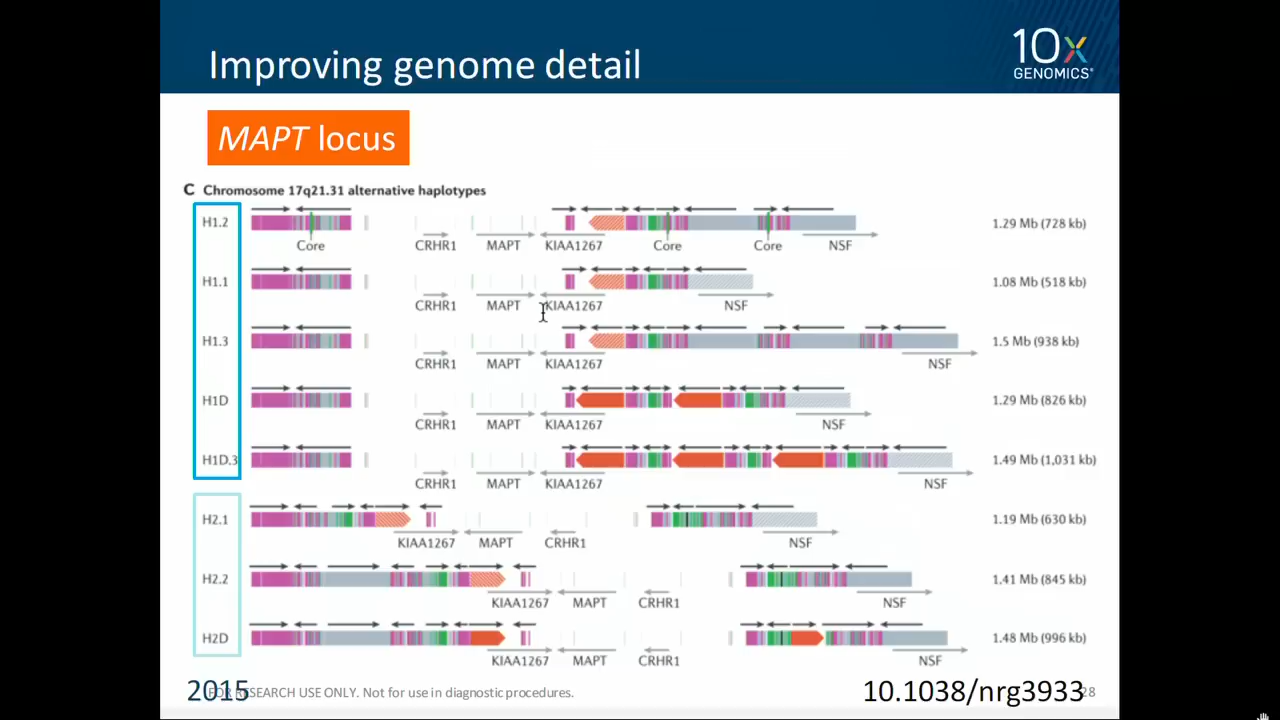 Improving genome detail
10x
GENOMICS
MAPT locus
C Chromosome 17q21.31 alternative haplotypes
H1.2 1.29 Mb (728 kb)
Core CRHR1 MAPT KIAA1267 Core Core NSF
H1.1 1.08 Mb (518 kb)
CRHR1 MAPT KIAA1267 NSF
H1.3 1.5 Mb (938 kb)
CRHR1 MAPT KIAA1267 NSF
H1D 1.29 Mb (826 kb)
CRHR1 MAPT KIAA1267 NSF
H1D.3 1.49 Mb (1,031 kb)
CRHR1 MAPT KIAA1267 NSF
H2.1 1.19 Mb (630 kb)
KIAA1267 MAPT CRHR1 NSF
H2.2 1.41 Mb (845 kb)
KIAA1267 MAPT CRHR1 NSF
H2D 1.48 Mb (996 kb)
KIAA1267 MAPT CRHR1 NSF
2015
FOR RESEARCH USE ONLY. Not for use in diagnostic procedures.
10.1038/nrg3933
28